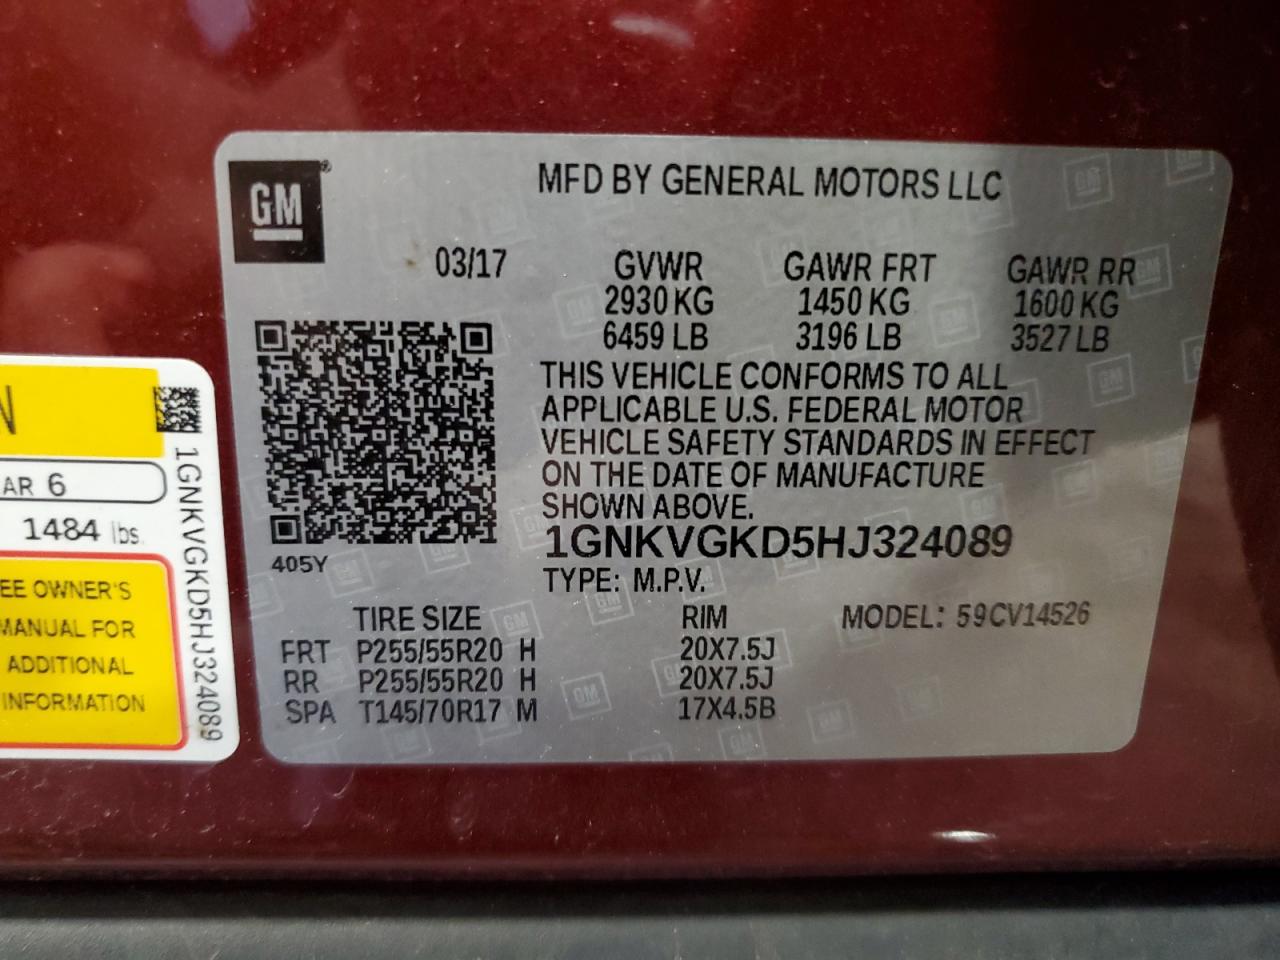 GM
MFD BY GENERAL MOTORS LLC
03/17 GVWR GAWR FRT GAWR RR
2930 KG 1450 KG 1600 KG
6459 LB 3196 LB 3527 LB
THIS VEHICLE CONFORMS TO ALL
APPLICABLE U.S. FEDERAL MOTOR
VEHICLE SAFETY STANDARDS IN EFFECT
ON THE DATE OF MANUFACTURE
SHOWN ABOVE.
405Y
1GNKVGKD5HJ324089
TYPE: M.P.V.
TIRE SIZE RIM MODEL: 59CV14526
FRT P255/55R20 H 20X7.5J
RR P255/55R20 H 20X7.5J
SPA T145/70R17 M 17X4.5B
N
AR 6
1484 lbs.
EE OWNER'S
MANUAL FOR
ADDITIONAL
INFORMATION
1GNKVGKD5HJ324089